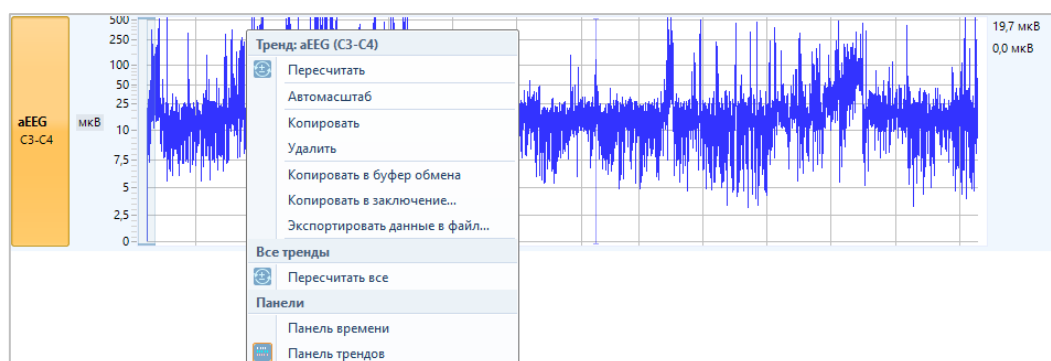 500
250
100
50
25
10
7,5
5
2,5
0
aEEG
C3-C4
мкВ
19,7 мкВ
0,0 мкВ
Тренд: aEEG (C3-C4)
Пересчитать
Автомасштаб
Копировать
Удалить
Копировать в буфер обмена
Копировать в заключение...
Экспортировать данные в файл...
Все тренды
Пересчитать все
Панели
Панель времени
Панель трендов